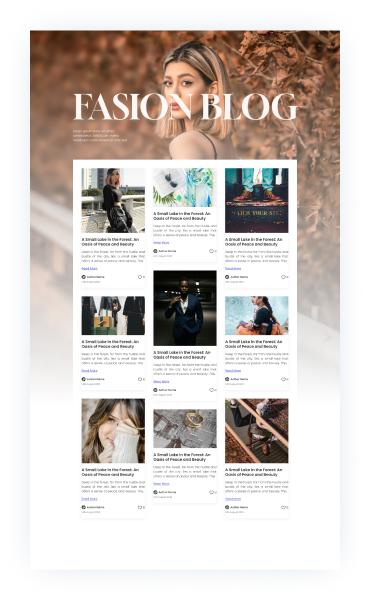 FASION BLOG
A Small Lake in the Forest: An
Oasis of Peace and Beauty
Deep in the forest, far from the hustle and
bustle of the city, lies a small lake that
offers a sense of peace and beauty. This
Read More
Author Name
A Small Lake in the Forest: An
Oasis of Peace and Beauty
Deep in the forest, far from the hustle and
bustle of the city, lies a small lake that
offers a sense of peace and beauty. This
Read More
Author Name
A Small Lake in the Forest: An
Oasis of Peace and Beauty
Deep in the forest, far from the hustle and
bustle of the city, lies a small lake that
offers a sense of peace and beauty. This
Read More
Author Name
A Small Lake in the Forest: An
Oasis of Peace and Beauty
Deep in the forest, far from the hustle and
bustle of the city, lies a small lake that
offers a sense of peace and beauty. This
Read More
Author Name
A Small Lake in the Forest: An
Oasis of Peace and Beauty
Deep in the forest, far from the hustle and
bustle of the city, lies a small lake that
offers a sense of peace and beauty. This
Read More
Author Name
A Small Lake in the Forest: An
Oasis of Peace and Beauty
Deep in the forest, far from the hustle and
bustle of the city, lies a small lake that
offers a sense of peace and beauty. This
Read More
Author Name
A Small Lake in the Forest: An
Oasis of Peace and Beauty
Deep in the forest, far from the hustle and
bustle of the city, lies a small lake that
offers a sense of peace and beauty. This
Read More
Author Name
A Small Lake in the Forest: An
Oasis of Peace and Beauty
Deep in the forest, far from the hustle and
bustle of the city, lies a small lake that
offers a sense of peace and beauty. This
Read More
Author Name
A Small Lake in the Forest: An
Oasis of Peace and Beauty
Deep in the forest, far from the hustle and
bustle of the city, lies a small lake that
offers a sense of peace and beauty. This
Read More
Author Name